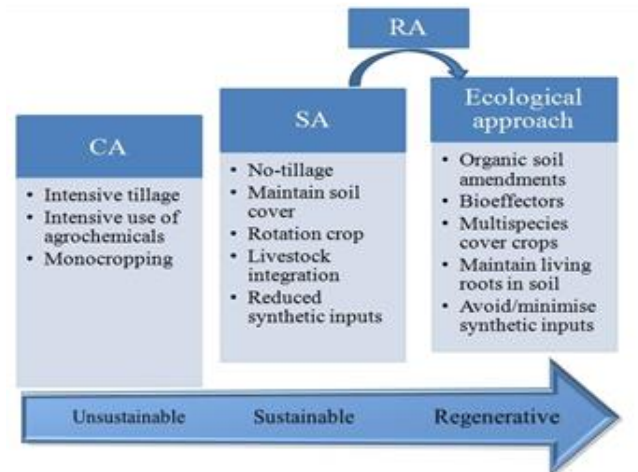 RA
CA
• Intensive tillage
• Intensive use of
agrochemicals
• Monocropping
SA
• No-tillage
• Maintain soil
cover
• Rotation crop
• Livestock
integration
• Reduced
synthetic inputs
Ecological
approach
• Organic soil
amendments
• Bioeffectors
• Multispecies
cover crops
• Maintain living
roots in soil
• Avoid/minimise
synthetic inputs
Unsustainable
Sustainable
Regenerative